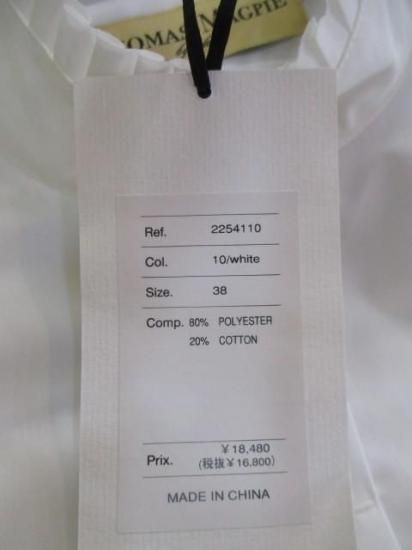 OMAS MAGPIE
Ref. 2254110
Col. 10/white
Size. 38
Comp. 80% POLYESTER
20% COTTON
Prix. ¥18,480
(税抜¥16,800)
MADE IN CHINA